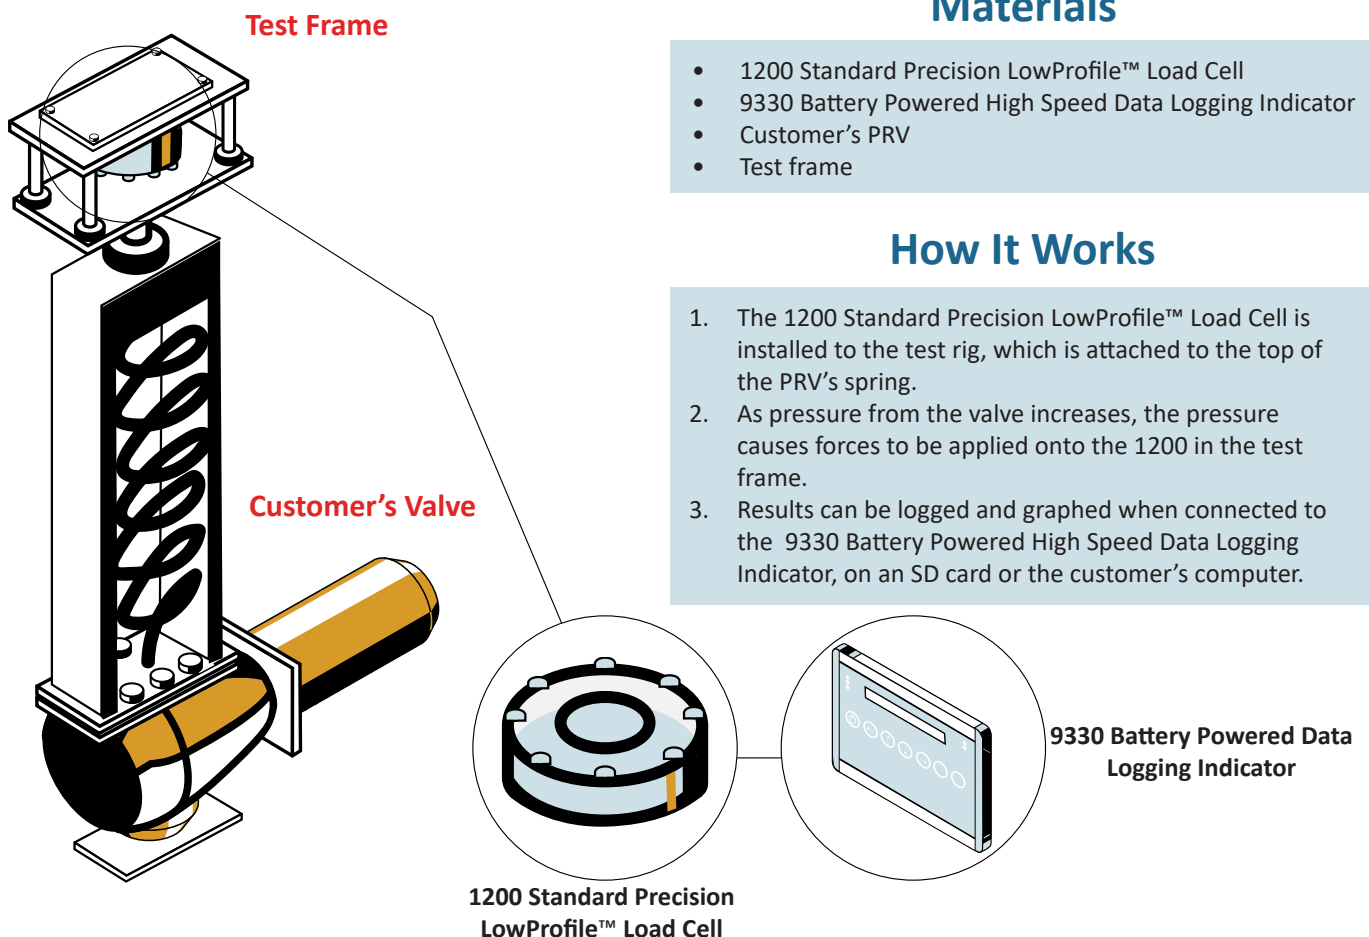 Test Frame
Materials
• 1200 Standard Precision LowProfile™ Load Cell
• 9330 Battery Powered High Speed Data Logging Indicator
• Customer’s PRV
• Test frame
How It Works
1. The 1200 Standard Precision LowProfile™ Load Cell is
installed to the test rig, which is attached to the top of
the PRV’s spring.
2. As pressure from the valve increases, the pressure
causes forces to be applied onto the 1200 in the test
frame.
3. Results can be logged and graphed when connected to
the 9330 Battery Powered High Speed Data Logging
Indicator, on an SD card or the customer’s computer.
Customer’s Valve
9330 Battery Powered Data
Logging Indicator
1200 Standard Precision
LowProfile™ Load Cell